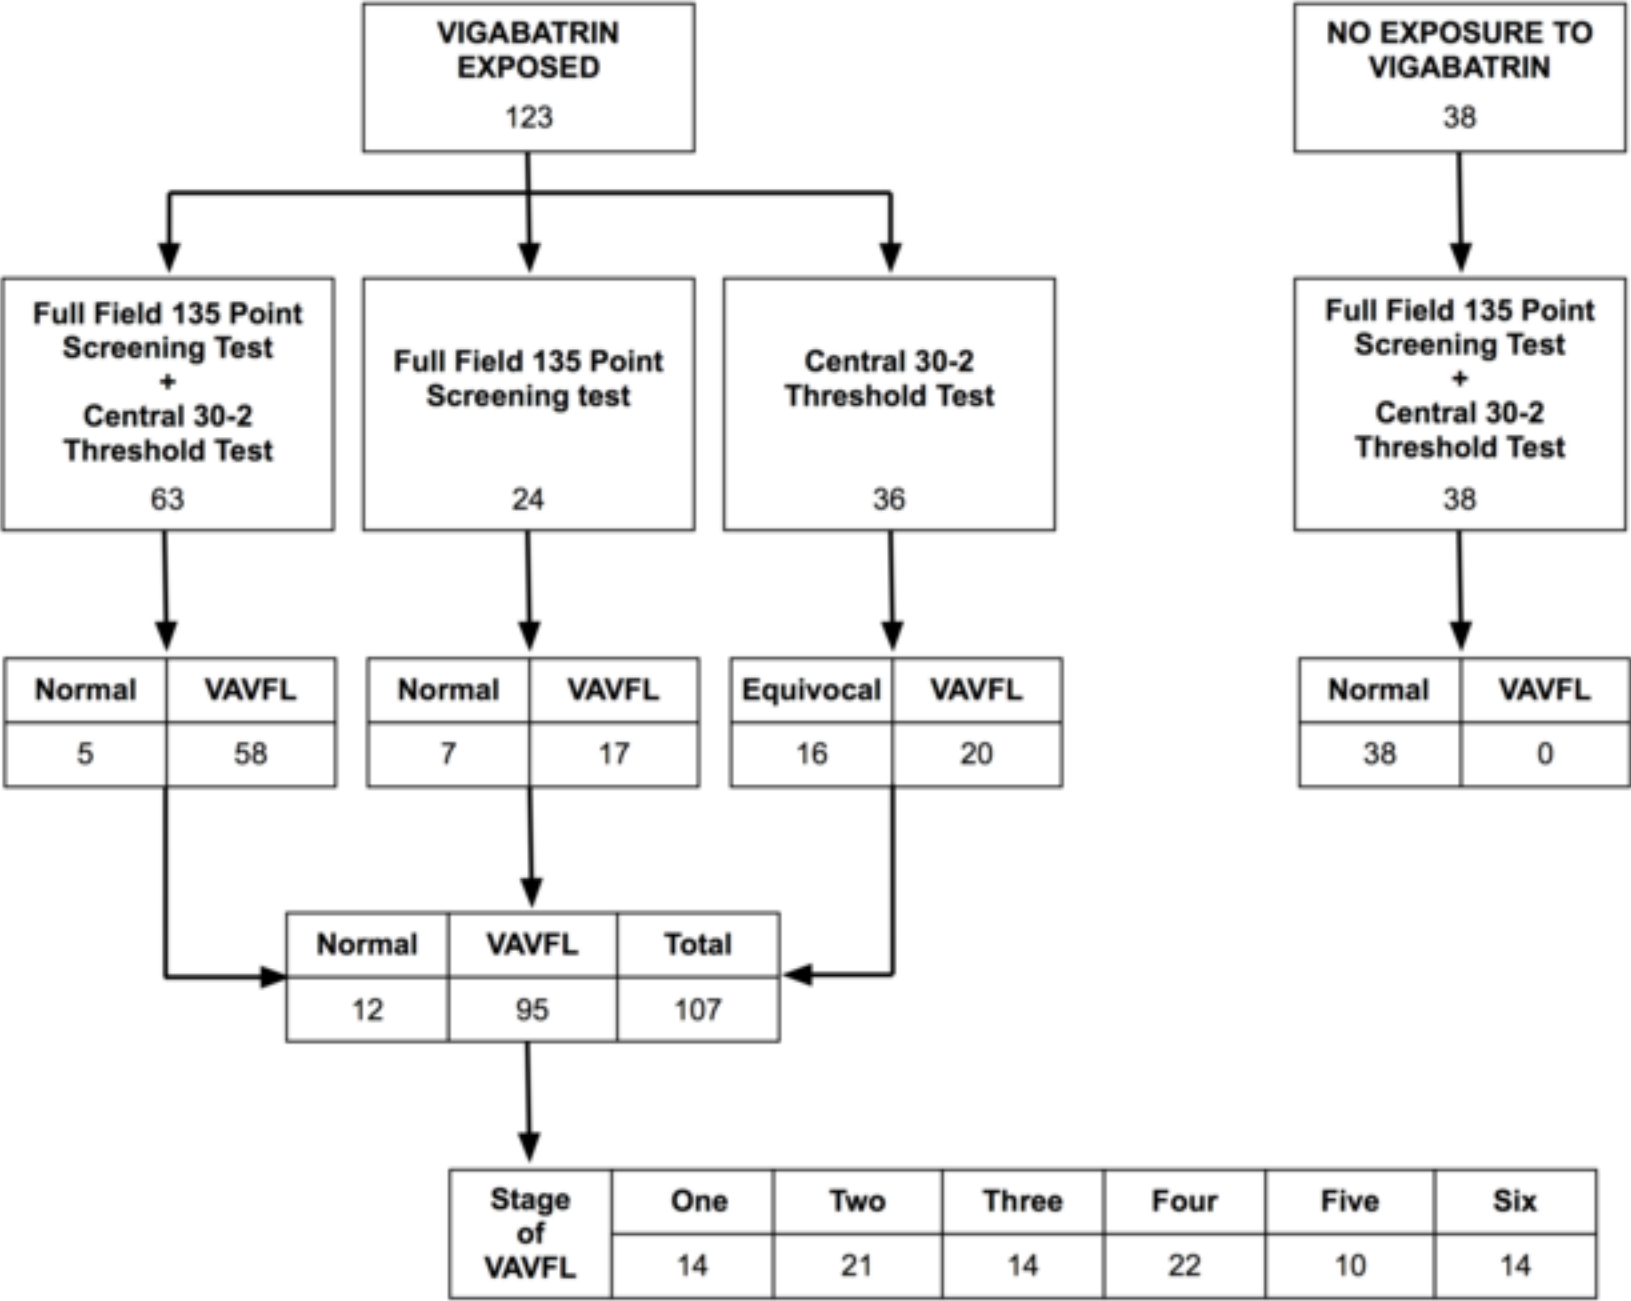 VIGABATRIN
EXPOSED
123
NO EXPOSURE TO
VIGABATRIN
38
Full Field 135 Point
Screening Test
+
Central 30-2
Threshold Test
63
Full Field 135 Point
Screening test
24
Central 30-2
Threshold Test
36
Full Field 135 Point
Screening Test
+
Central 30-2
Threshold Test
38
Normal VAVFL
5 58
Normal VAVFL
7 17
Equivocal VAVFL
16 20
Normal VAVFL
38 0
Normal VAVFL Total
12 95 107
Stage
of
VAVFL
One Two Three Four Five Six
14 21 14 22 10 14